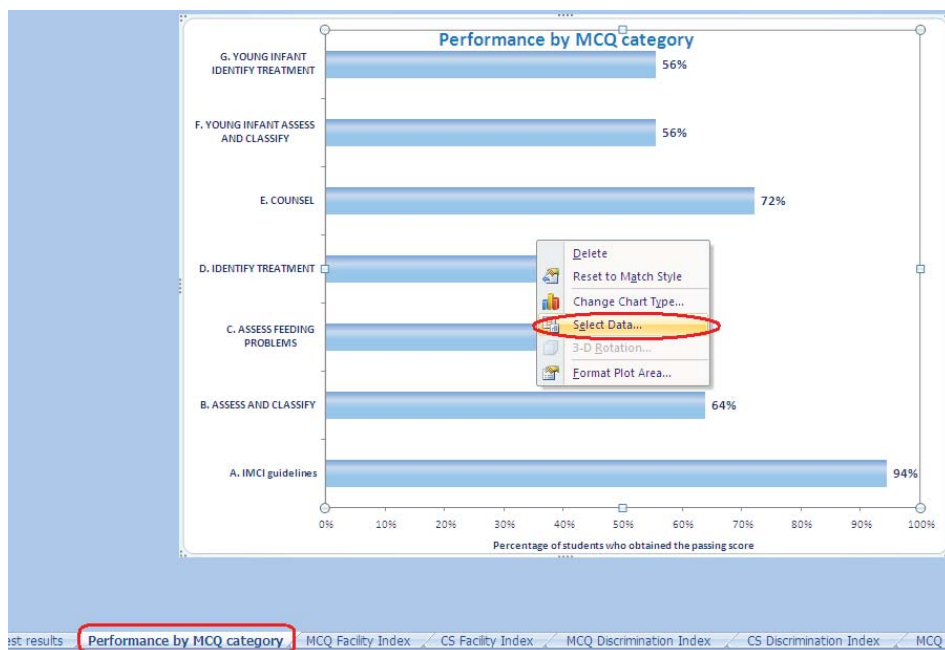 Performance by MCQ category
G. YOUNG INFANT
IDENTIFY TREATMENT
56%
F. YOUNG INFANT ASSESS
AND CLASSIFY
56%
E. COUNSEL
72%
D. IDENTIFY TREATMENT
C. ASSESS FEEDING
PROBLEMS
B. ASSESS AND CLASSIFY
64%
A. IMCI guidelines
94%
Delete
Reset to Match Style
Change Chart Type...
Select Data...
3-D Rotation...
Format Plot Area...
0% 10% 20% 30% 40% 50% 60% 70% 80% 90% 100%
Percentage of students who obtained the passing score
est results Performance by MCQ category MCQ Facility Index CS Facility Index MCQ Discrimination Index CS Discrimination Index MCQ